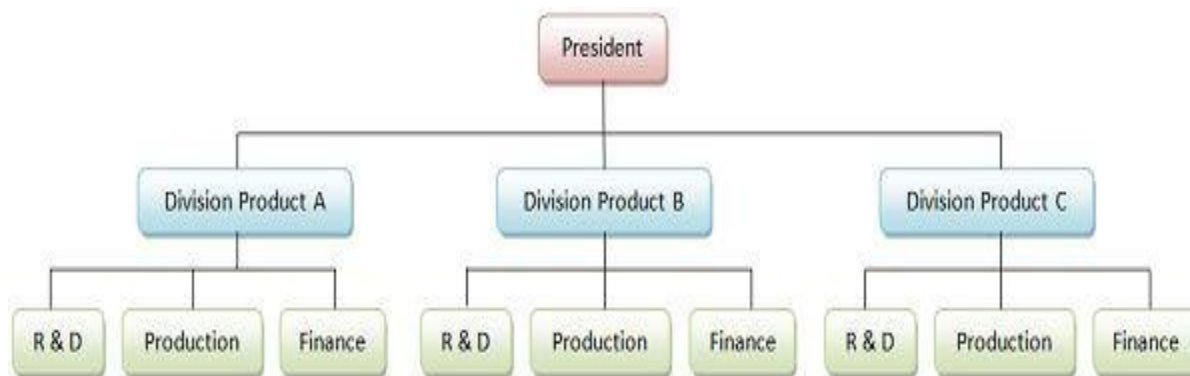 President
Division Product A
Division Product B
Division Product C
R & D
Production
Finance
R & D
Production
Finance
R & D
Production
Finance